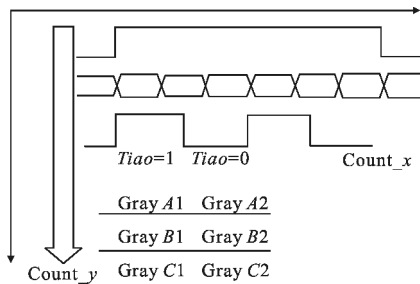 Tiao=1 Tiao=0 Count_x
Gray A1 Gray A2
Gray B1 Gray B2
Count_y Gray C1 Gray C2